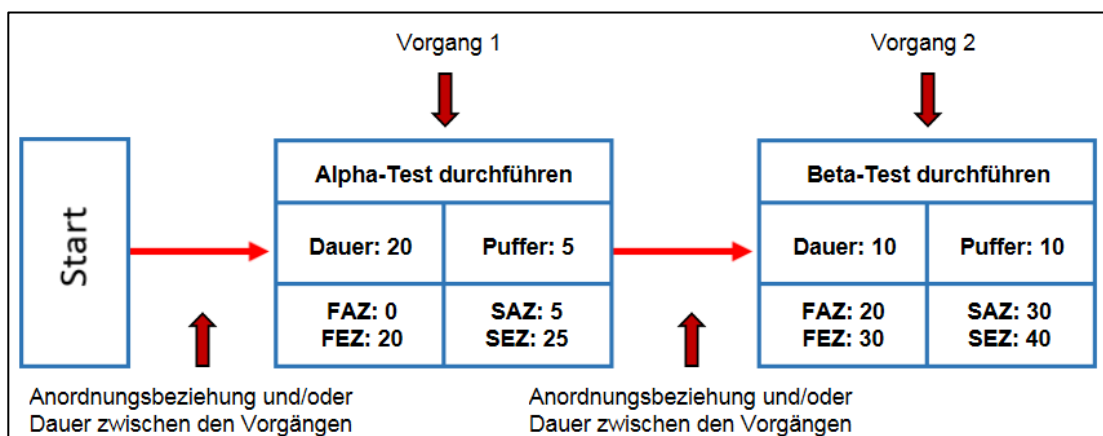 Vorgang 1
Vorgang 2
Start
Alpha-Test durchführen
Dauer: 20
Puffer: 5
FAZ: 0
FEZ: 20
SAZ: 5
SEZ: 25
Beta-Test durchführen
Dauer: 10
Puffer: 10
FAZ: 20
FEZ: 30
SAZ: 30
SEZ: 40
Anordnungsbeziehung und/oder
Dauer zwischen den Vorgängen
Anordnungsbeziehung und/oder
Dauer zwischen den Vorgängen